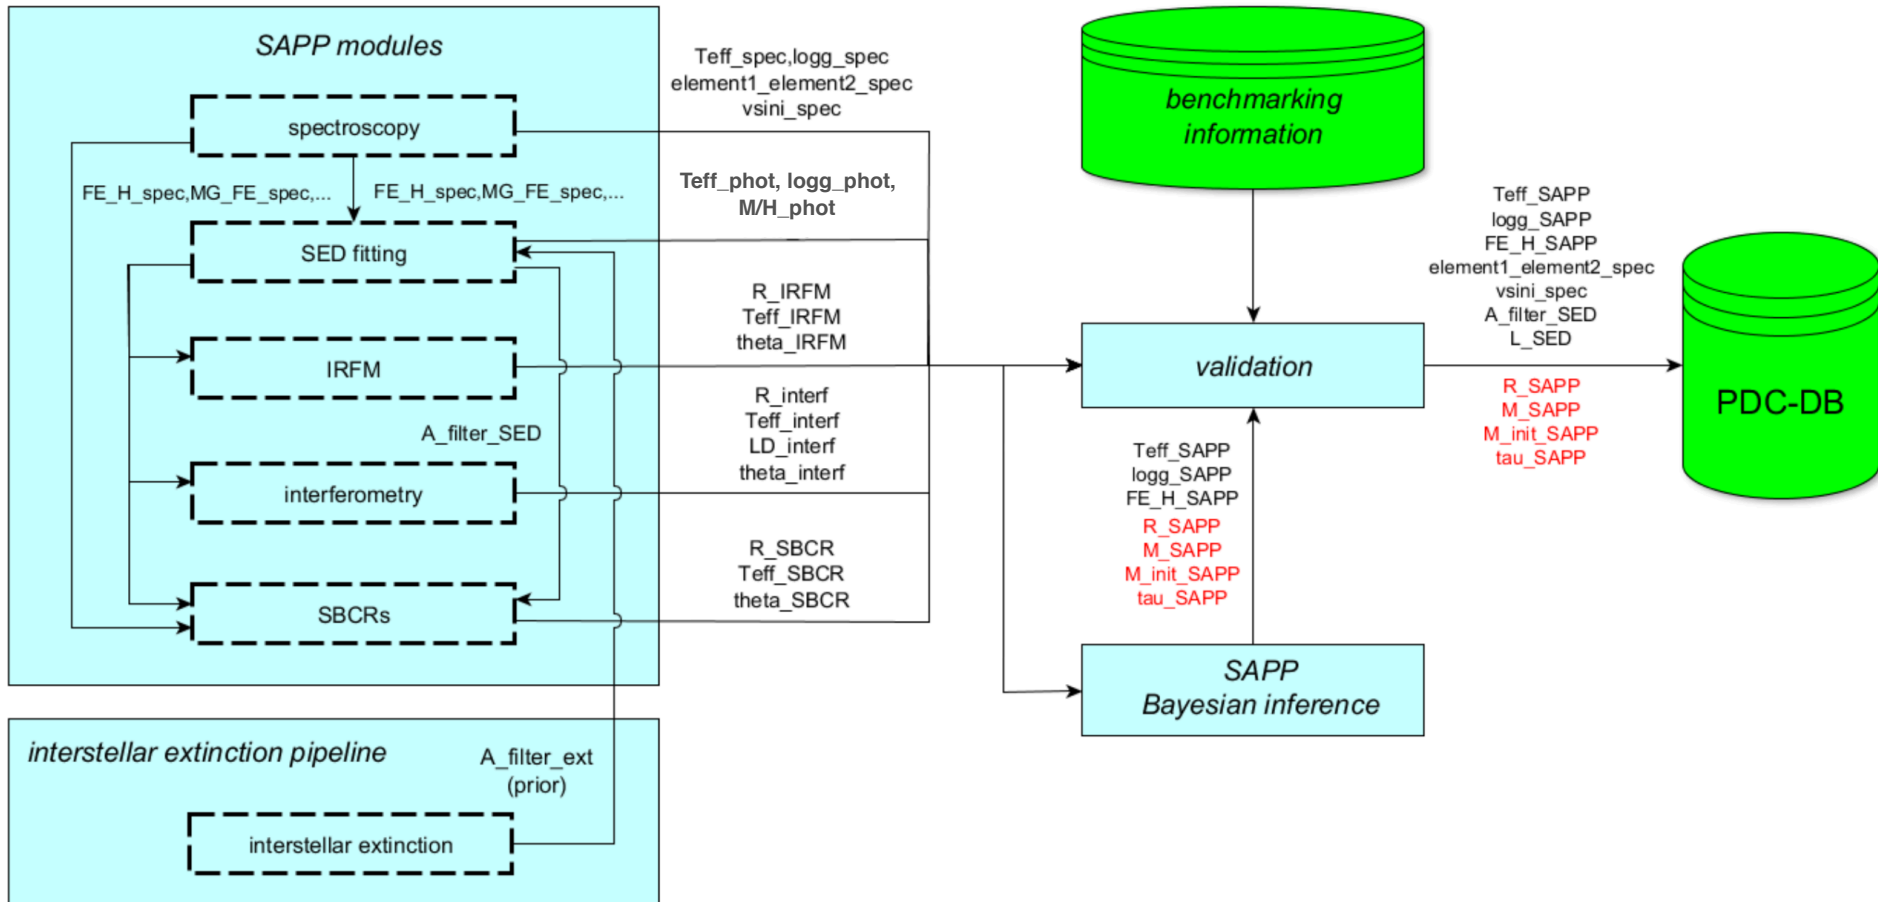 SAPP modules
spectroscopy
FE_H_spec,MG_FE_spec,...
FE_H_spec,MG_FE_spec,...
SED fitting
IRFM
A_filter_SED
interferometry
SBCRs
interstellar extinction pipeline
A_filter_ext
(prior)
interstellar extinction
Teff_spec,logg_spec
element1_element2_spec
vsini_spec
Teff_phot, logg_phot,
M/H_phot
R_IRFM
Teff_IRFM
theta_IRFM
R_interf
Teff_interf
LD_interf
theta_interf
R_SBCR
Teff_SBCR
theta_SBCR
benchmarking
information
validation
Teff_SAPP
logg_SAPP
FE_H_SAPP
R_SAPP
M_SAPP
M_init_SAPP
tau_SAPP
SAPP
Bayesian inference
Teff_SAPP
logg_SAPP
FE_H_SAPP
element1_element2_spec
vsini_spec
A_filter_SED
L_SED
R_SAPP
M_SAPP
M_init_SAPP
tau_SAPP
PDC-DB